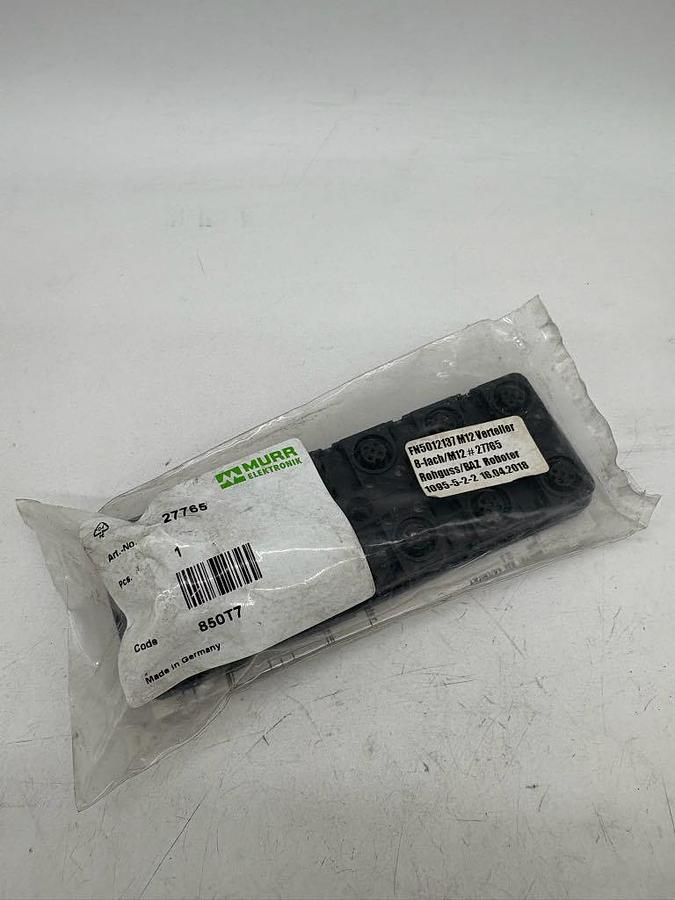 MURR
ELEKTRONIK
Art.-No. 27765
Pcs. 1
Code 850T7
Made in Germany
FN5012137 M12 Verteiler
8-fach/M12 # 27765
Rohguss/BAZ Roboter
1095-5-2-2 16.04.2018